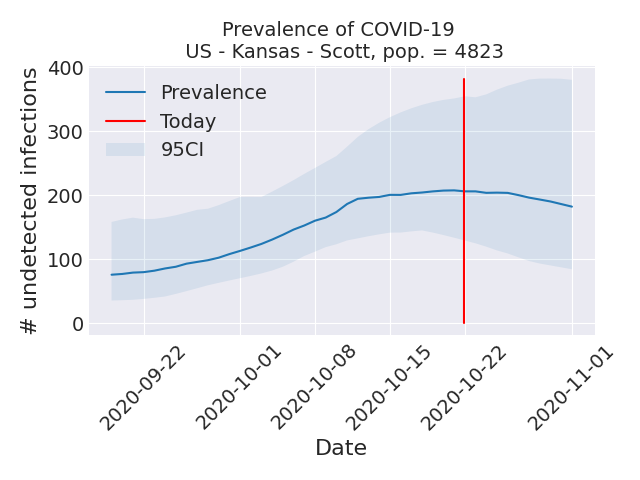 Prevalence of COVID-19
US - Kansas - Scott, pop. = 4823
# undetected infections
400
300
200
100
0
Prevalence
Today
95CI
2020-09-22
2020-10-01
2020-10-08
2020-10-15
2020-10-22
2020-11-01
Date